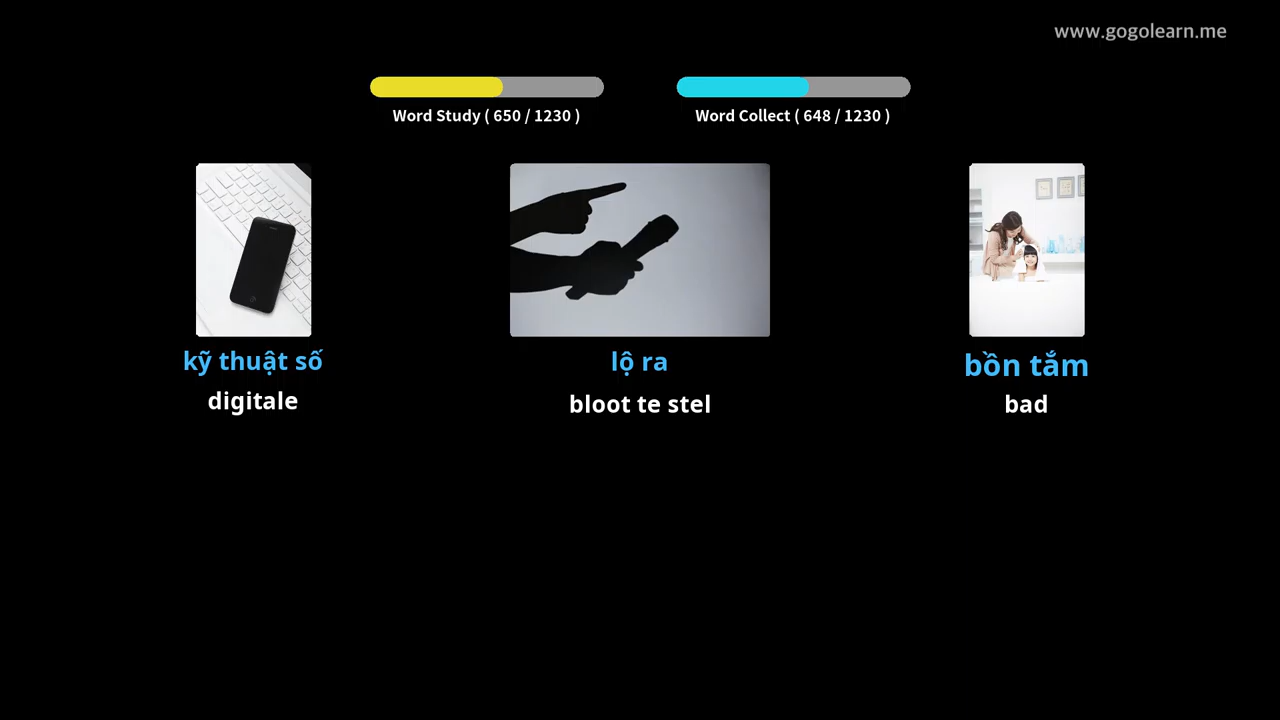 www.gogolearn.me
Word Study ( 650 / 1230 )
Word Collect ( 648 / 1230 )
kỹ thuật số
lộ ra
bồn tắm
digitale
bloot te stel
bad